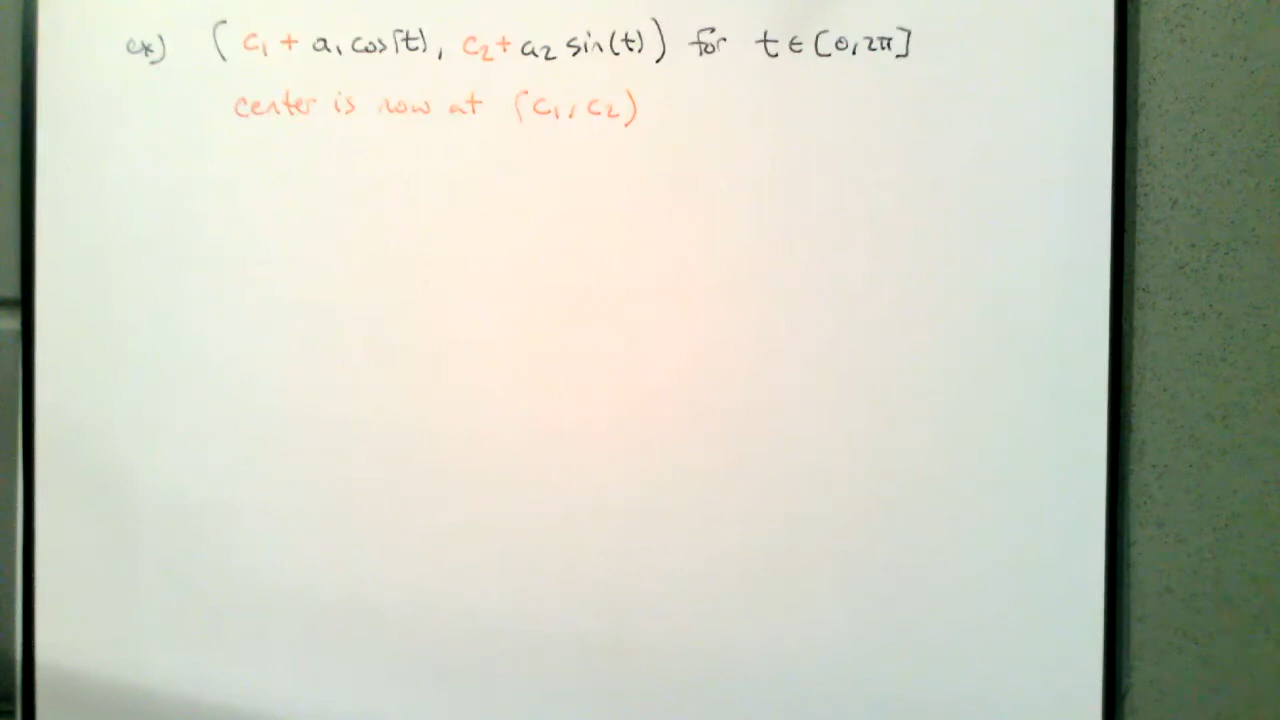 ex) (c₁ + a₁ cos(t), c₂ + a₂ sin(t)) for t ∈ [0, 2π]
center is now at (c₁, c₂)